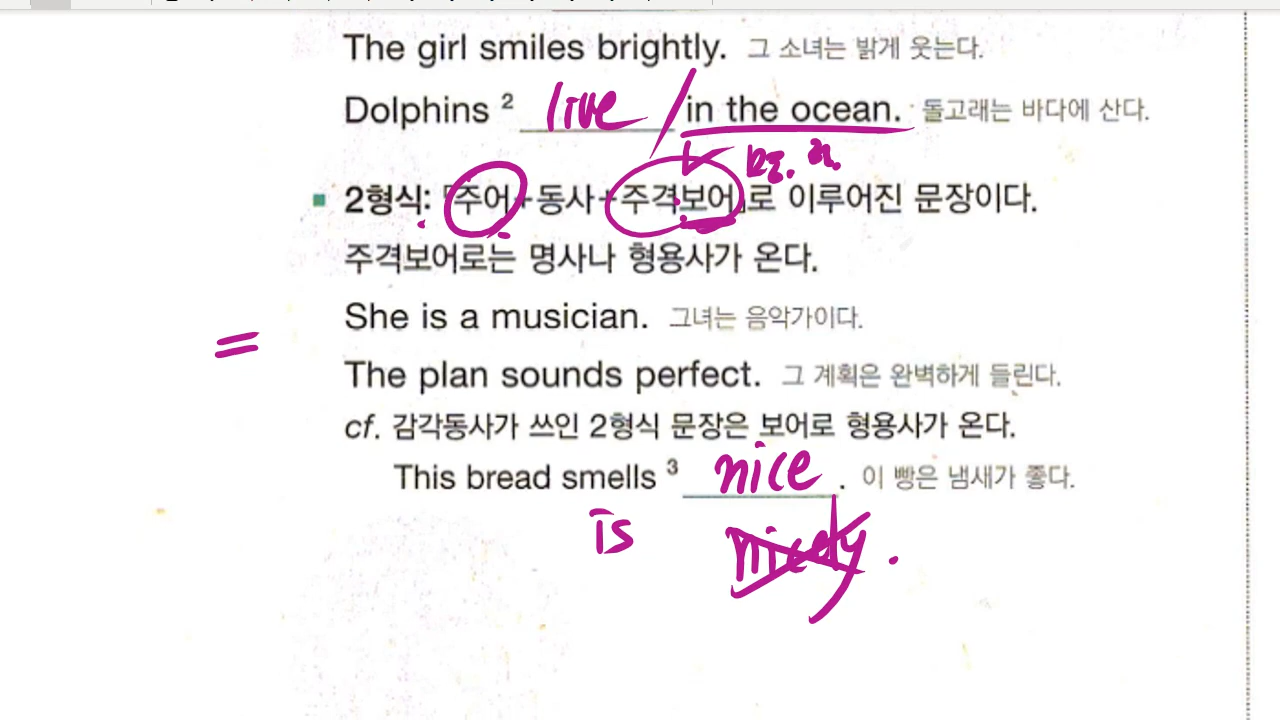 The girl smiles brightly. 그 소녀는 밝게 웃는다.
Dolphins ² live / in the ocean. 돌고래는 바다에 산다.
2형식: 「주어+동사+주격보어」로 이루어진 문장이다.
주격보어로는 명사나 형용사가 온다.
She is a musician. 그녀는 음악가이다.
=
The plan sounds perfect. 그 계획은 완벽하게 들린다.
cf. 감각동사가 쓰인 2형식 문장은 보어로 형용사가 온다.
This bread smells ³ nice. 이 빵은 냄새가 좋다.
is nicely.